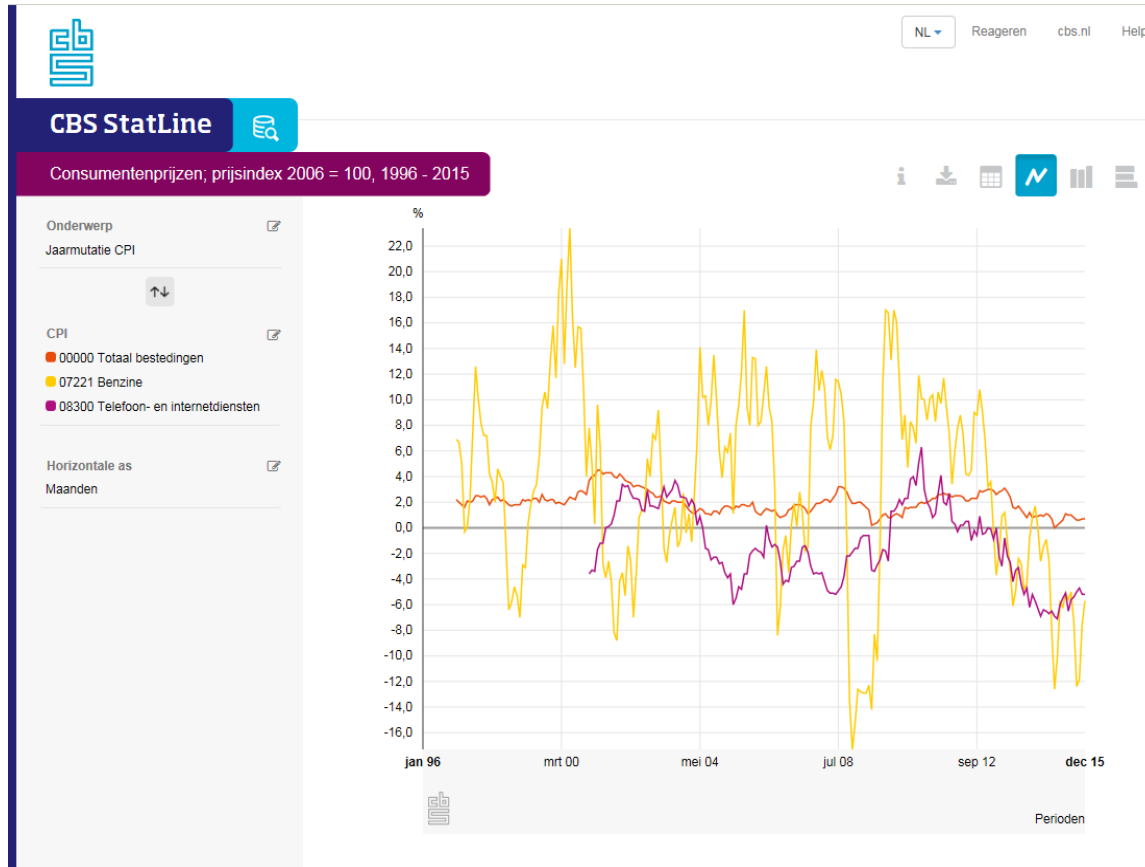 NL
Reageren
cbs.nl
Help
cbs
CBS StatLine
Consumentenprijzen; prijsindex 2006 = 100, 1996 - 2015
i
Onderwerp
Jaarmutatie CPI
CPI
00000 Totaal bestedingen
07221 Benzine
08300 Telefoon- en internetdiensten
Horizontale as
Maanden
%
22,0
20,0
18,0
16,0
14,0
12,0
10,0
8,0
6,0
4,0
2,0
0,0
-2,0
-4,0
-6,0
-8,0
-10,0
-12,0
-14,0
-16,0
jan 96
mrt 00
mei 04
jul 08
sep 12
dec 15
cbs
Perioden